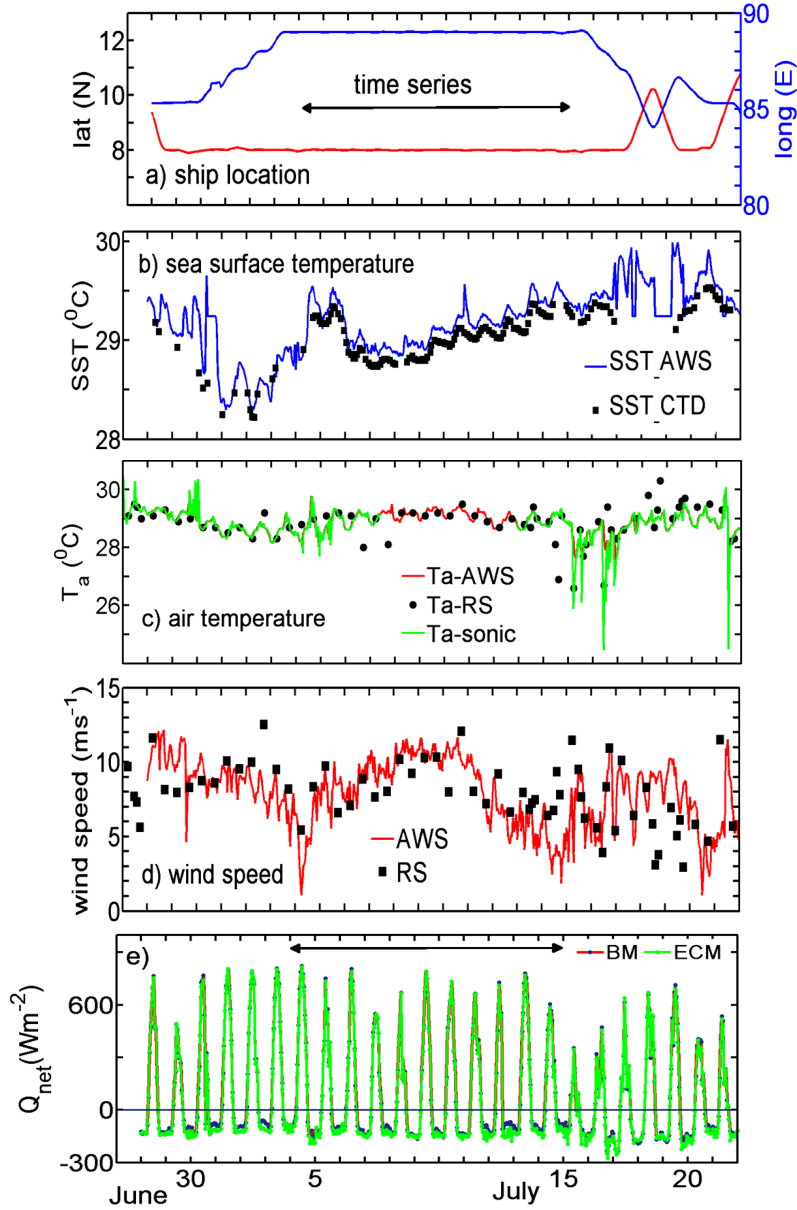 12
10
8
lat (N)
90
85
80
long (E)
time series
a) ship location
30
29
28
SST (⁰C)
b) sea surface temperature
SST_AWS
SST_CTD
30
28
26
Tₐ (⁰C)
Ta-AWS
Ta-RS
Ta-sonic
c) air temperature
15
10
5
0
wind speed (ms⁻¹)
AWS
RS
d) wind speed
e)
BM ECM
600
0
-300
Qnet(Wm⁻²)
30 5 15 20
June July